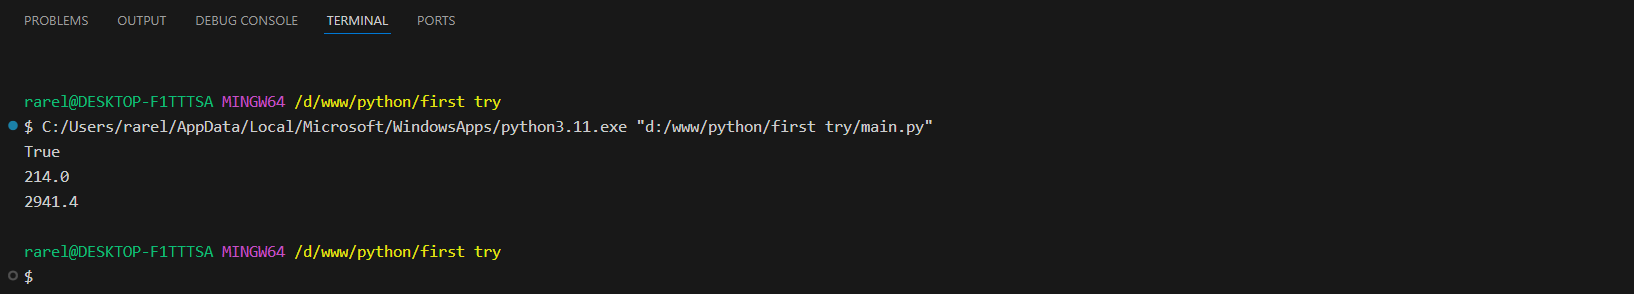 PROBLEMS OUTPUT DEBUG CONSOLE TERMINAL PORTS
rarel@DESKTOP-F1TTTSA MINGW64 /d/www/python/first try
$ C:/Users/rarel/AppData/Local/Microsoft/WindowsApps/python3.11.exe "d:/www/python/first try/main.py"
True
214.0
2941.4
rarel@DESKTOP-F1TTTSA MINGW64 /d/www/python/first try
$